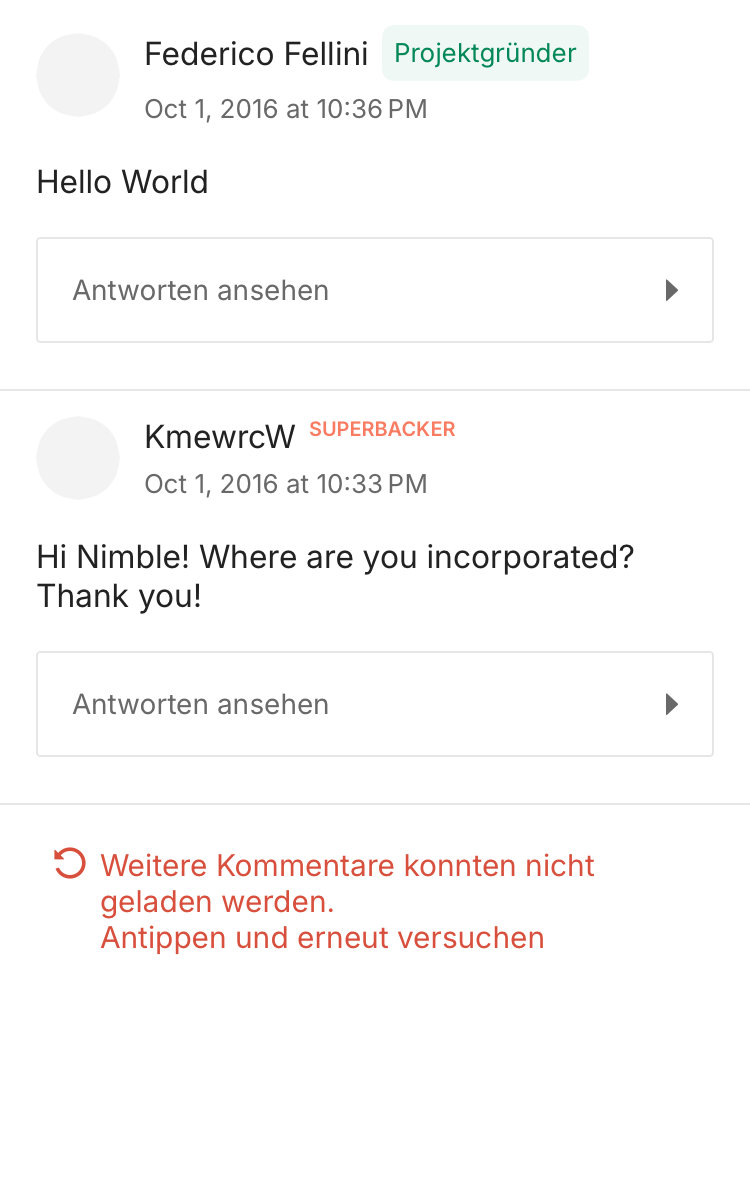 Federico Fellini Projektgründer
Oct 1, 2016 at 10:36 PM
Hello World
Antworten ansehen
KmewrcW SUPERBACKER
Oct 1, 2016 at 10:33 PM
Hi Nimble! Where are you incorporated?
Thank you!
Antworten ansehen
Weitere Kommentare konnten nicht
geladen werden.
Antippen und erneut versuchen